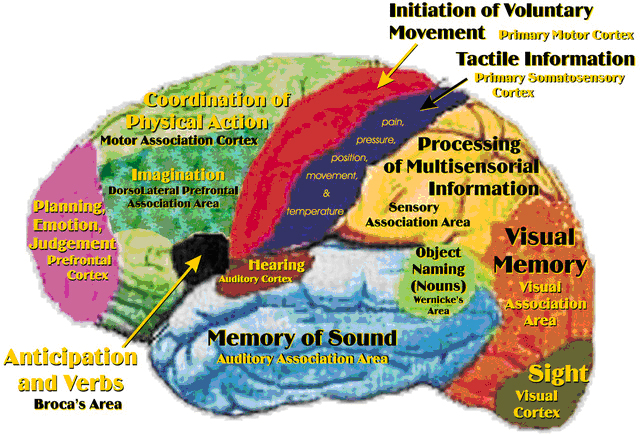 Initiation of Voluntary
Movement Primary Motor Cortex
Tactile Information
Primary Somatosensory
Cortex
Coordination of
Physical Action
Motor Association Cortex
pain,
pressure,
position,
movement,
&
temperature
Processing
of Multisensorial
Information
Sensory
Association Area
Imagination
DorsoLateral Prefrontal
Association Area
Planning,
Emotion,
Judgement
Prefrontal
Cortex
Hearing
Auditory Cortex
Object
Naming
(Nouns)
Wernicke's
Area
Visual
Memory
Visual
Association
Area
Memory of Sound
Auditory Association Area
Anticipation
and Verbs
Broca's Area
Sight
Visual
Cortex